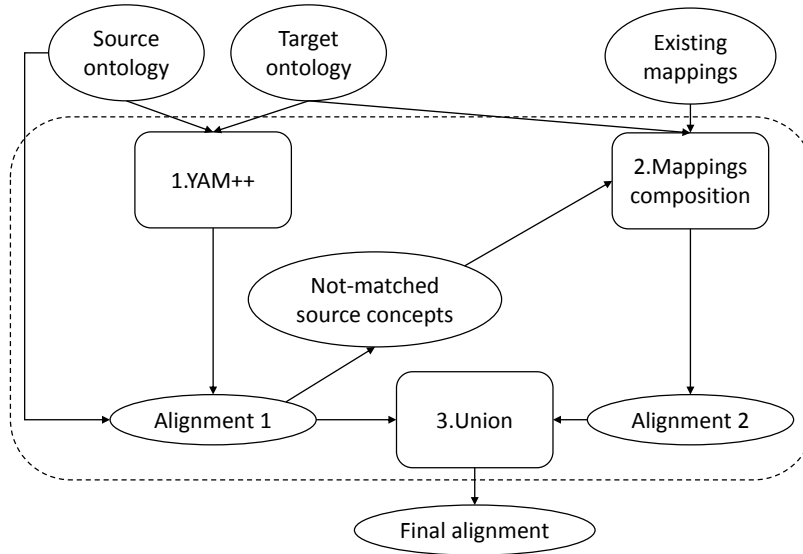 Source
ontology
Target
ontology
Existing
mappings
1.YAM++
2.Mappings
composition
Not-matched
source concepts
Alignment 1
3.Union
Alignment 2
Final alignment